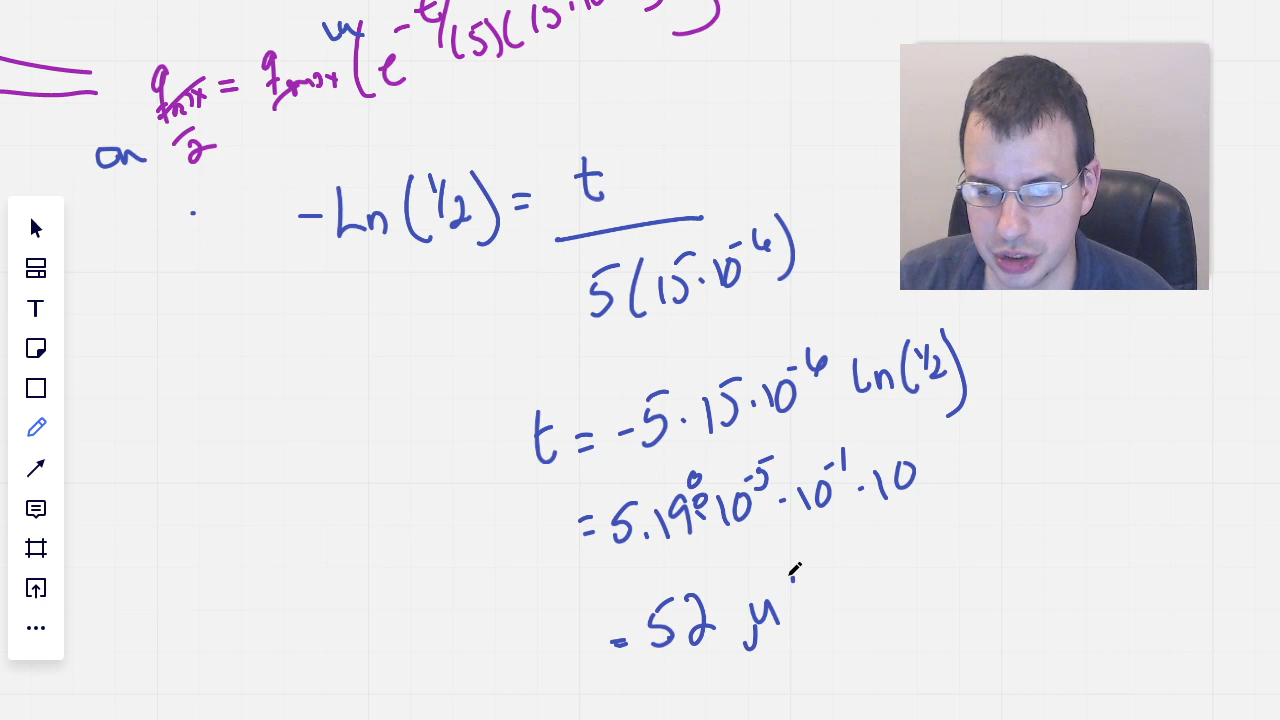 q_max/2 = q_max (e^-t/(5)(15·10
on
-Ln(1/2) = t / 5(15·10^-6)
t = -5·15·10^-6 Ln(1/2)
= 5.19 10^-5 · 10^-1 · 10
= 52 μ
T